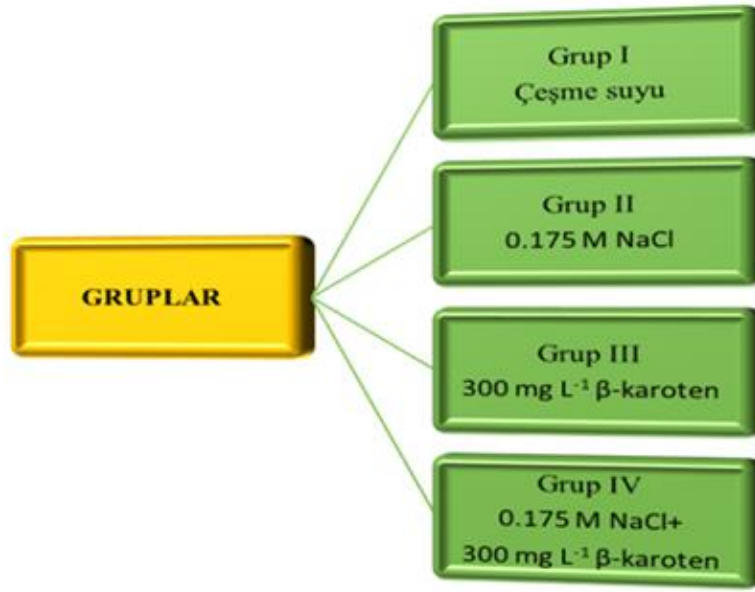 GRUPLAR
Grup I
Çeşme suyu
Grup II
0.175 M NaCl
Grup III
300 mg L⁻¹ β-karoten
Grup IV
0.175 M NaCl+
300 mg L⁻¹ β-karoten